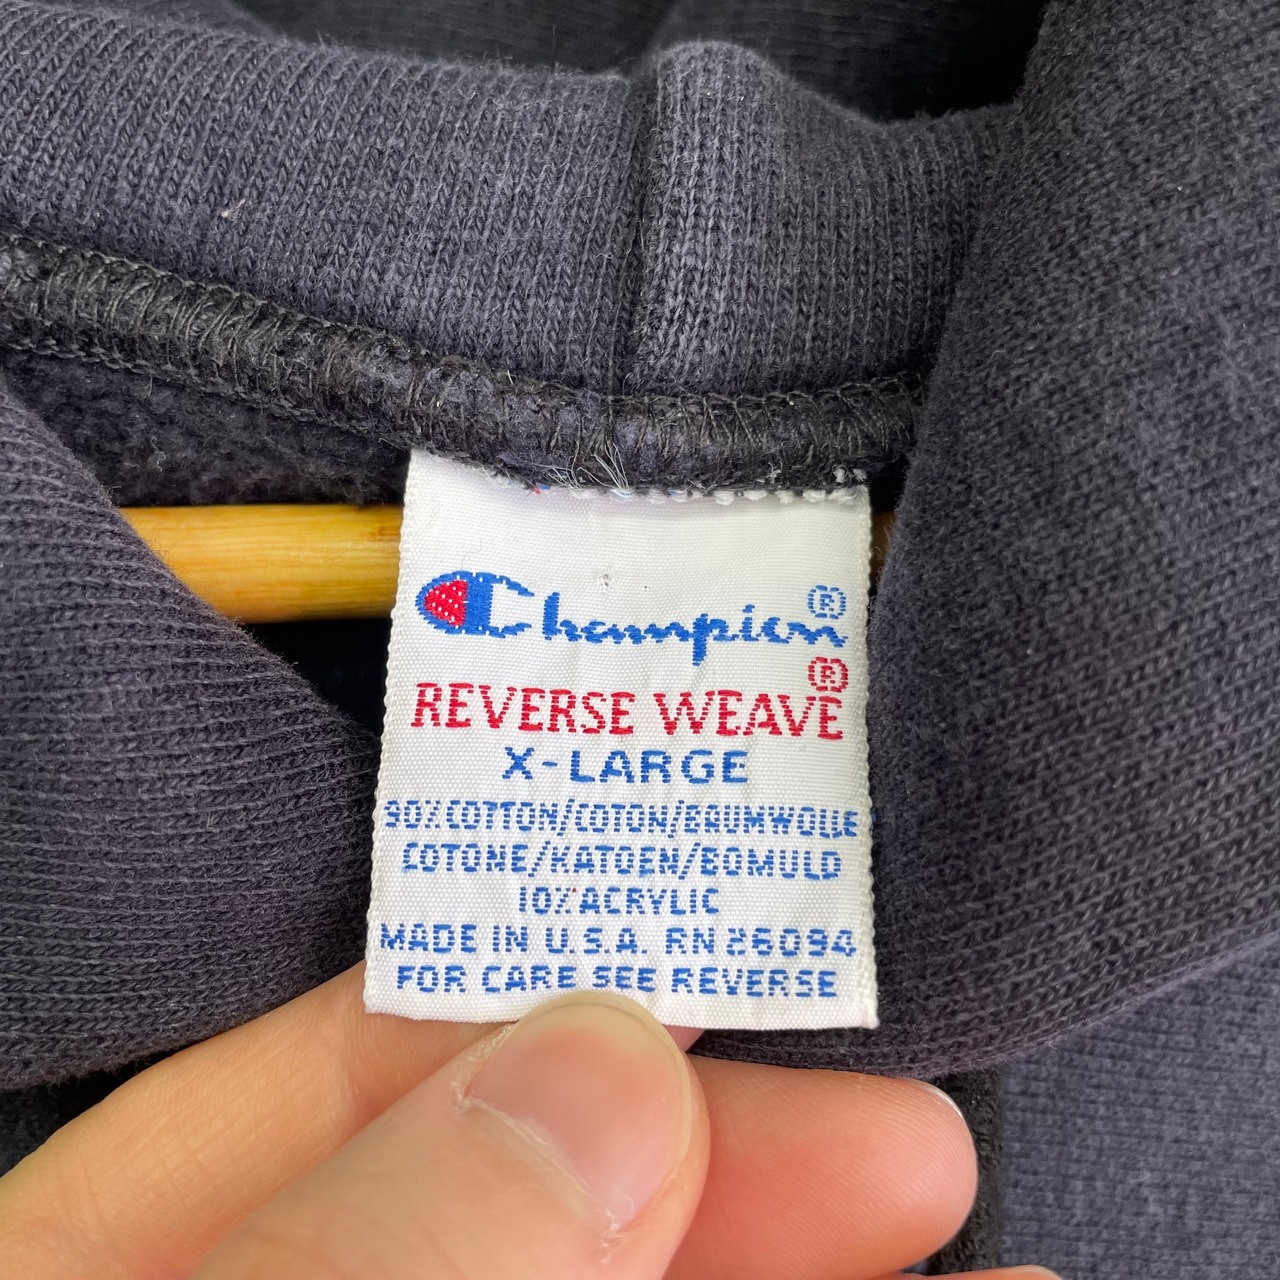 Champion®
REVERSE WEAVE®
X-LARGE
90% COTTON/COTON/BAUMWOLLE
COTONE/KATOEN/BOMULD
10% ACRYLIC
MADE IN U.S.A. RN 26094
FOR CARE SEE REVERSE